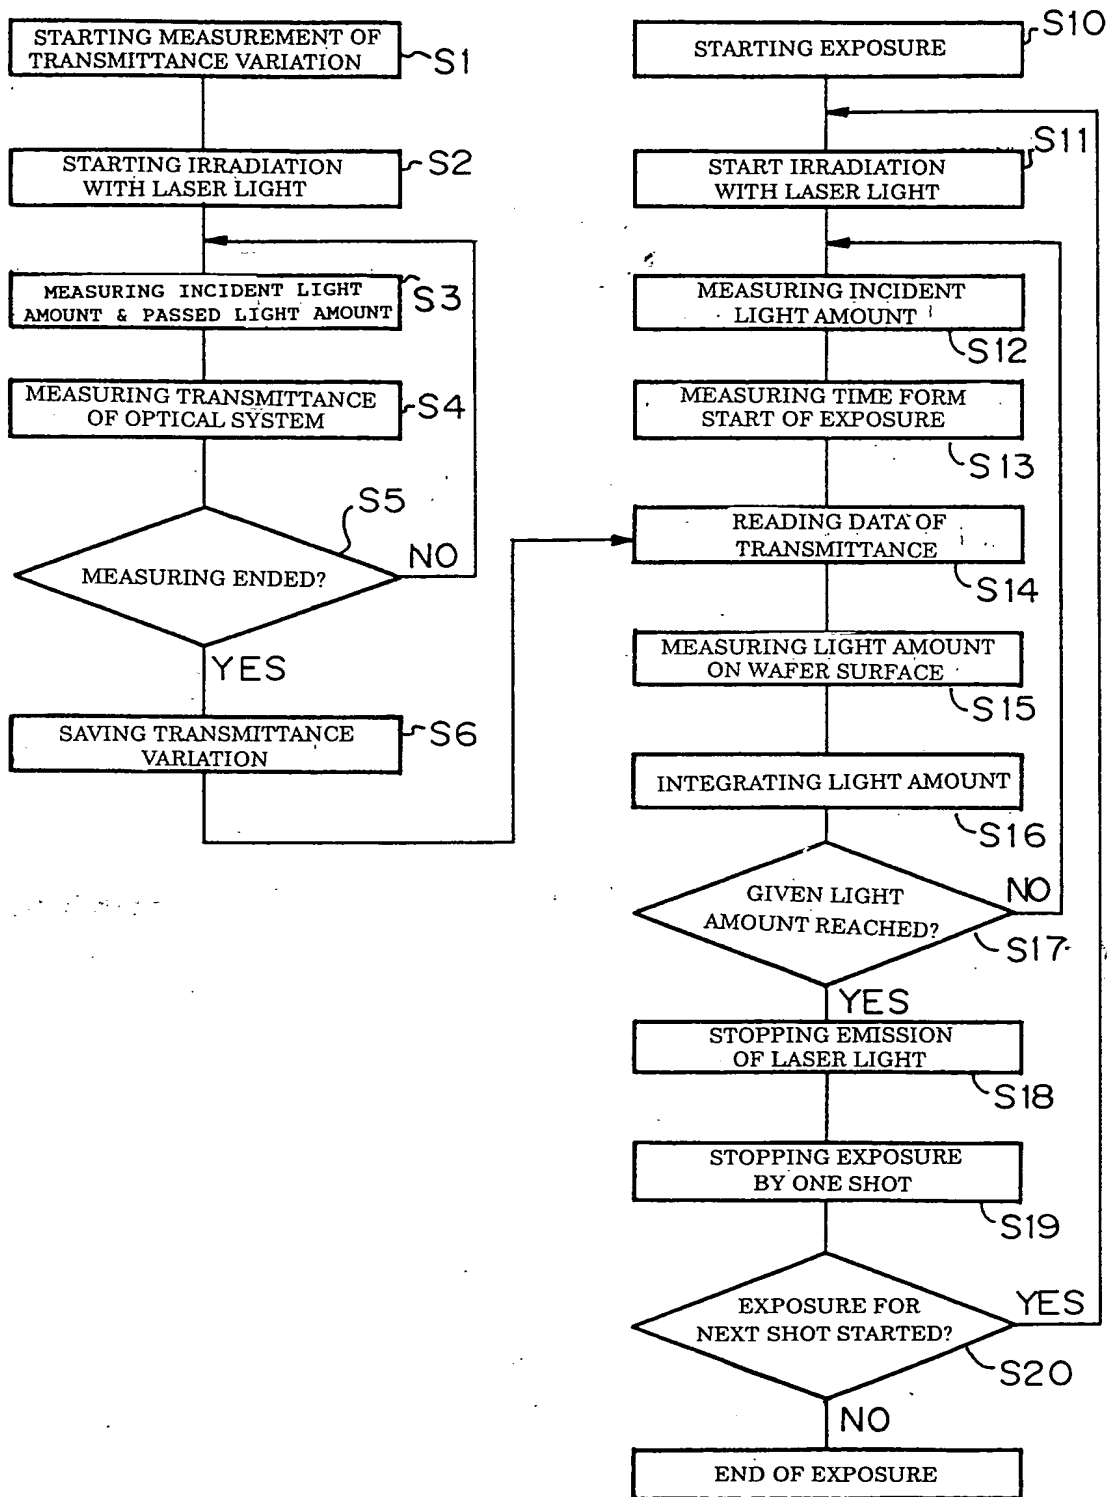 STARTING MEASUREMENT OF
TRANSMITTANCE VARIATION
S1
STARTING IRRADIATION
WITH LASER LIGHT
S2
MEASURING INCIDENT LIGHT
AMOUNT & PASSED LIGHT AMOUNT
S3
MEASURING TRANSMITTANCE
OF OPTICAL SYSTEM
S4
S5
MEASURING ENDED?
NO
YES
SAVING TRANSMITTANCE
VARIATION
S6
STARTING EXPOSURE
S10
START IRRADIATION
WITH LASER LIGHT
S11
MEASURING INCIDENT
LIGHT AMOUNT
S12
MEASURING TIME FORM
START OF EXPOSURE
S13
READING DATA OF
TRANSMITTANCE
S14
MEASURING LIGHT AMOUNT
ON WAFER SURFACE
S15
INTEGRATING LIGHT AMOUNT
S16
GIVEN LIGHT
AMOUNT REACHED?
NO
S17
YES
STOPPING EMISSION
OF LASER LIGHT
S18
STOPPING EXPOSURE
BY ONE SHOT
S19
EXPOSURE FOR
NEXT SHOT STARTED?
YES
S20
NO
END OF EXPOSURE